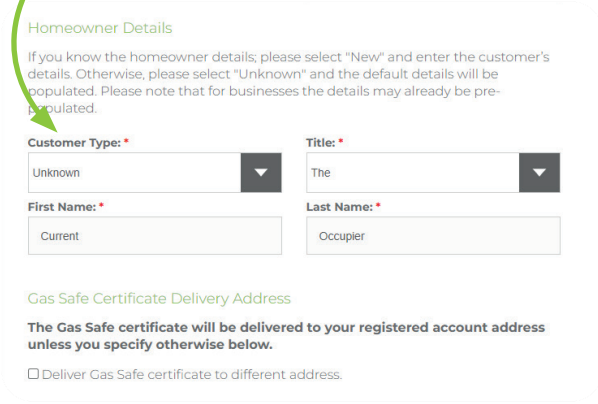 Homeowner Details
If you know the homeowner details; please select "New" and enter the customer's
details. Otherwise, please select "Unknown" and the default details will be
populated. Please note that for businesses the details may already be pre-
populated.
Customer Type: * Title: *
Unknown The
First Name: * Last Name: *
Current Occupier
Gas Safe Certificate Delivery Address
The Gas Safe certificate will be delivered to your registered account address
unless you specify otherwise below.
Deliver Gas Safe certificate to different address.